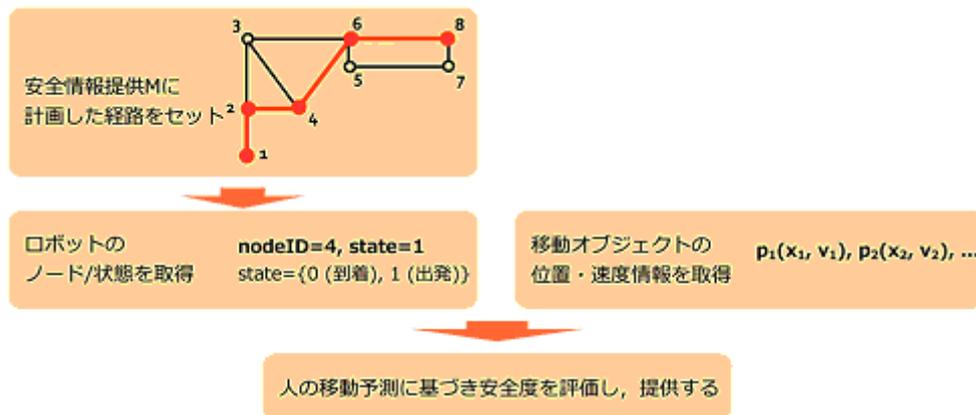 安全情報提供Mに
計画した経路をセット
3
6
8
5
7
2
4
1
ロボットの
ノード/状態を取得
nodeID=4, state=1
state={0 (到着), 1 (出発)}
移動オブジェクトの
位置・速度情報を取得
p₁(x₁, v₁), p₂(x₂, v₂), ...
人の移動予測に基づき安全度を評価し，提供する